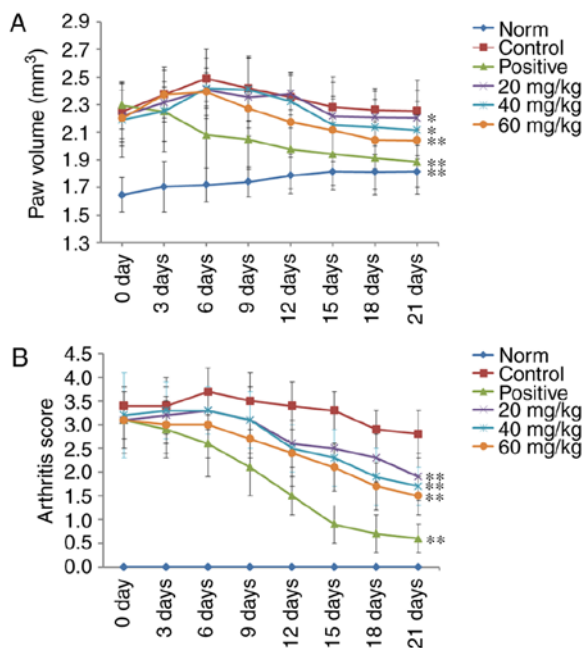 A
Paw volume (mm³)
2.9
2.7
2.5
2.3
2.1
1.9
1.7
1.5
1.3
0 day
3 days
6 days
9 days
12 days
15 days
18 days
21 days
*
*
**
**
**
Norm
Control
Positive
20 mg/kg
40 mg/kg
60 mg/kg
B
Arthritis score
4.5
4.0
3.5
3.0
2.5
2.0
1.5
1.0
0.5
0.0
0 day
3 days
6 days
9 days
12 days
15 days
18 days
21 days
**
**
**
**
Norm
Control
Positive
20 mg/kg
40 mg/kg
60 mg/kg